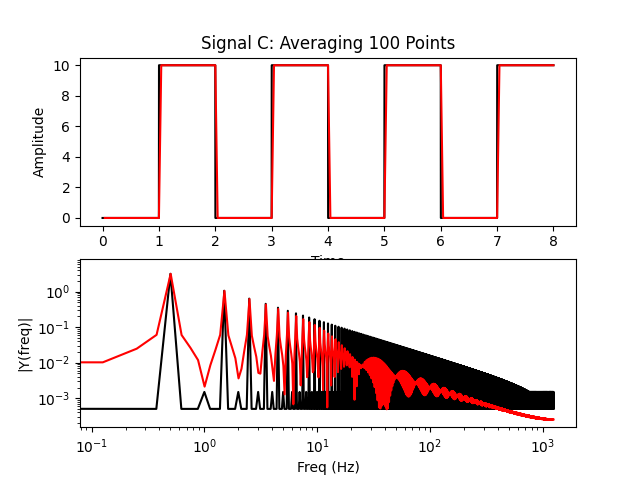 Signal C: Averaging 100 Points
Amplitude
10
8
6
4
2
0
0 1 2 3 4 5 6 7 8
|Y(freq)|
10⁰
10⁻¹
10⁻²
10⁻³
10⁻¹ 10⁰ 10¹ 10² 10³
Freq (Hz)